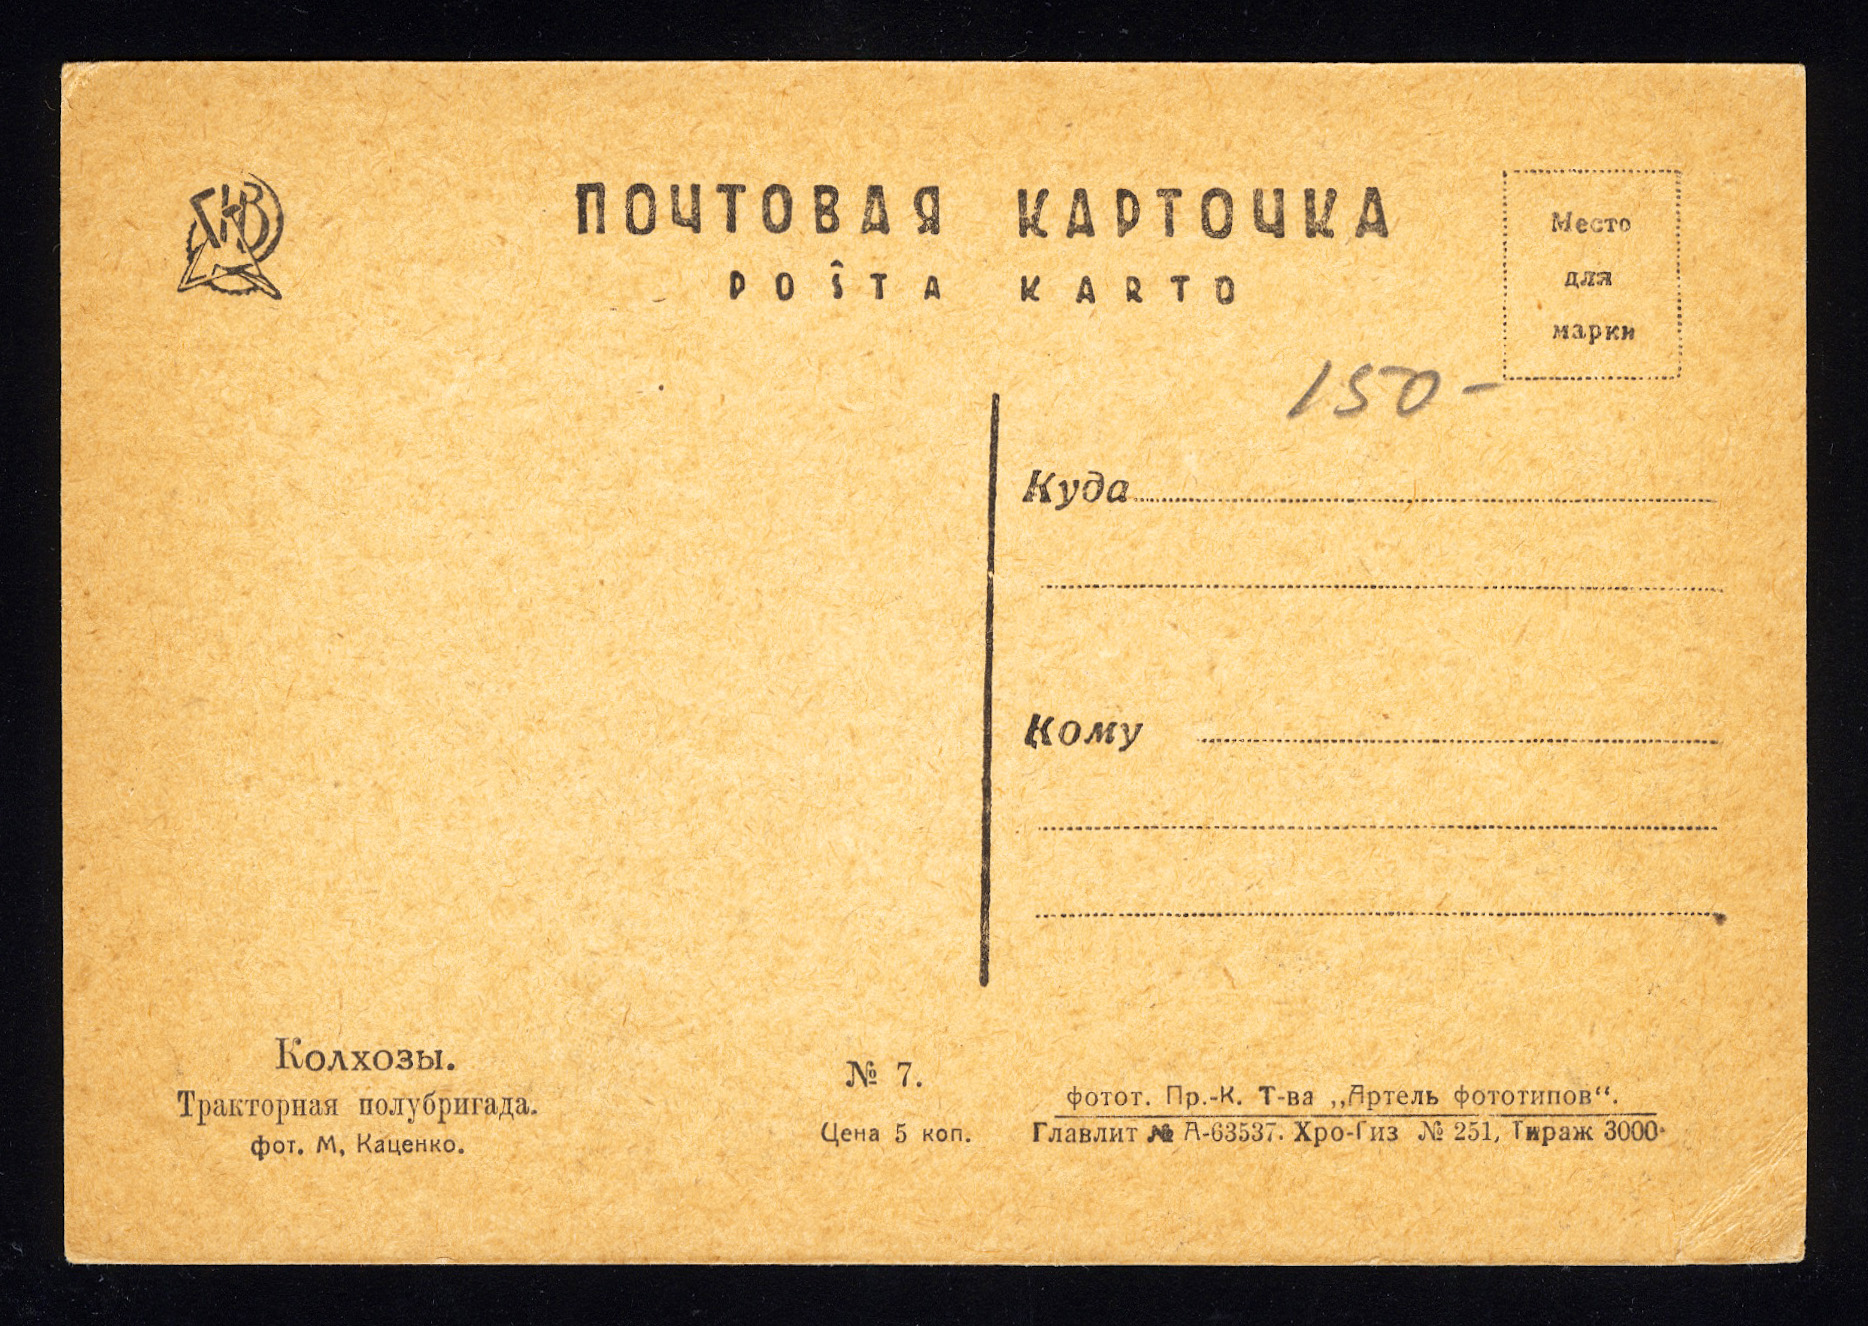 ГКВ
ПОЧТОВАЯ КАРТОЧКА
POŜTA KARTO
Место
для
марки
150-
Куда
Кому
Колхозы.
Тракторная полубригада.
фот. М, Каценко.
№ 7.
Цена 5 коп.
фотот. Пр.-К. Т-ва „Артель фототипов“.
Главлит № А-63537. Хро-Гиз № 251, Тираж 3000